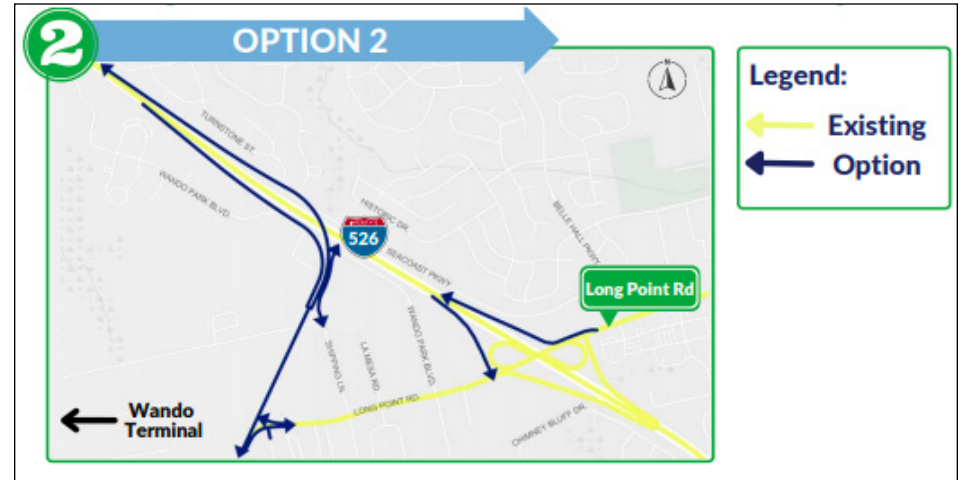 2
OPTION 2
N
Legend:
Existing
Option
TURNSTONE ST.
WANDO PARK BLVD.
HISTORIC DR.
526
SEACOAST PKWY
BELLE HALL PKWY
Long Point Rd
WANDO PARK BLVD.
SHIPPING LN.
LA MESA RD
LONG POINT RD.
CHIMNEY BLUFF DR.
Wando
Terminal